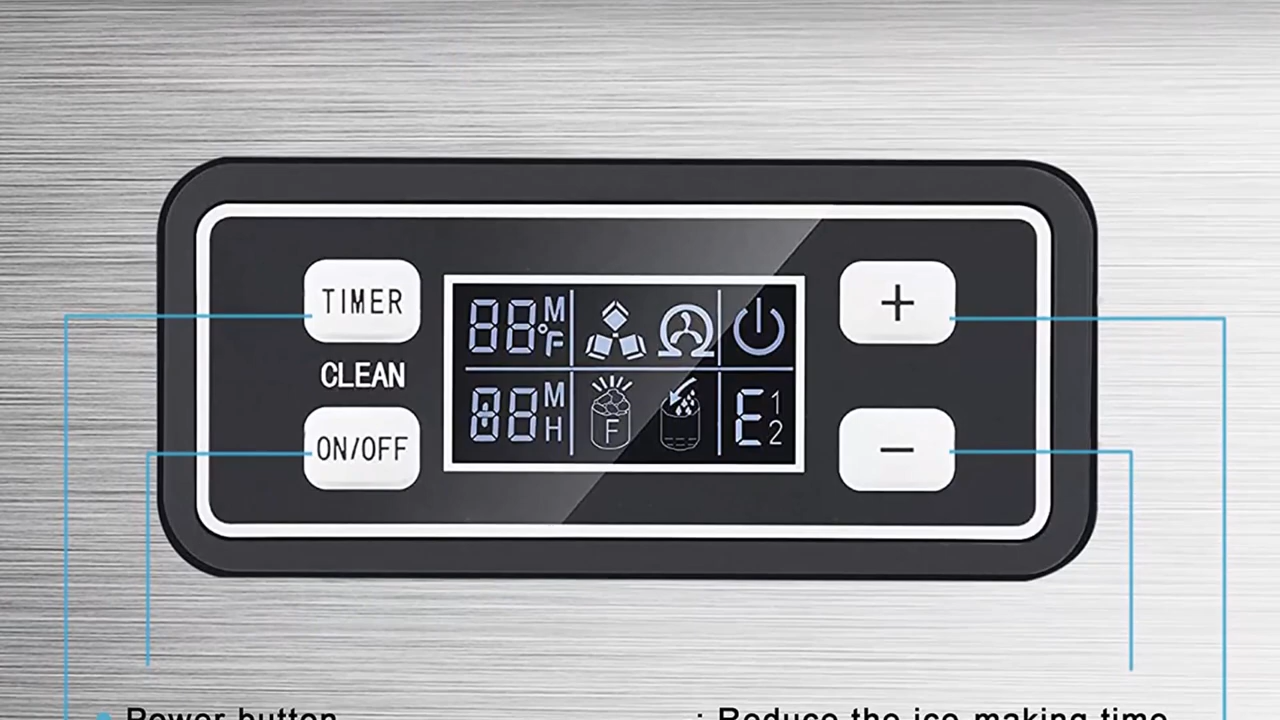 TIMER
CLEAN
ON/OFF
88 M
°F
88 M
H
F
E 1
2
+
−
Power button
: Reduce the ice-making time